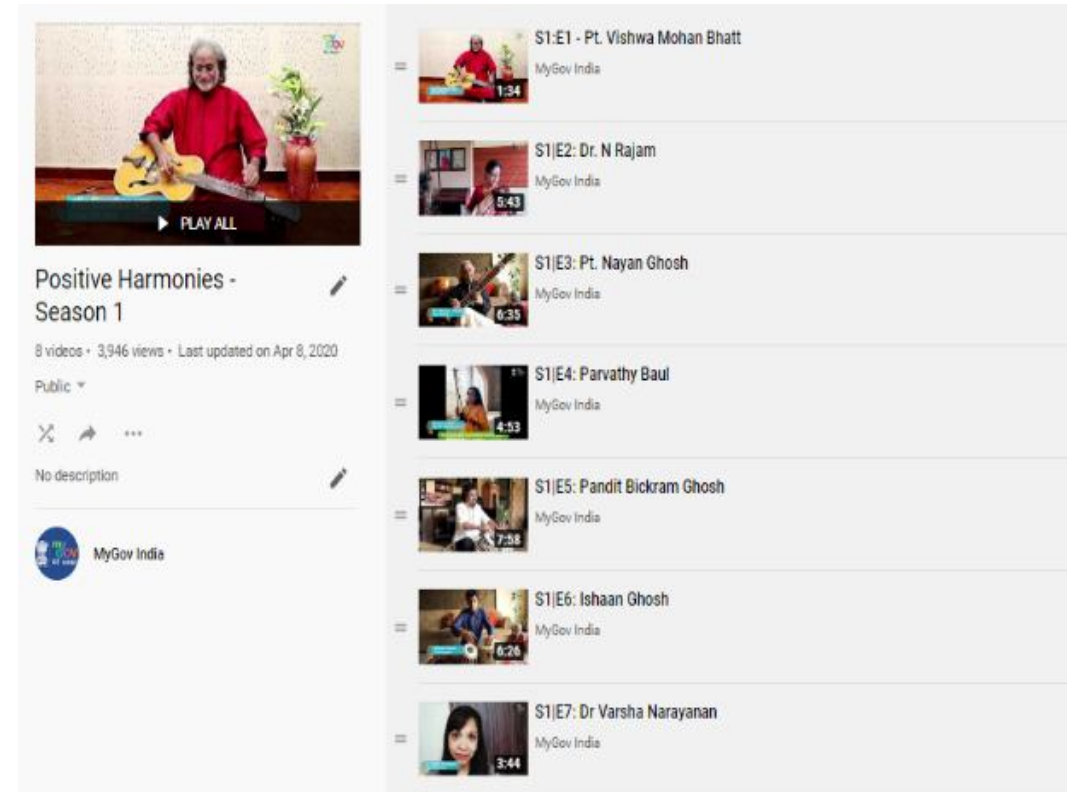 PLAY ALL
Positive Harmonies -
Season 1
8 videos • 3,946 views • Last updated on Apr 8, 2020
Public
No description
MyGov India
S1:E1 - Pt. Vishwa Mohan Bhatt
MyGov India
1:34
S1|E2: Dr. N Rajam
MyGov India
5:43
S1|E3: Pt. Nayan Ghosh
MyGov India
6:35
S1|E4: Parvathy Baul
MyGov India
4:53
S1|E5: Pandit Bickram Ghosh
MyGov India
7:58
S1|E6: Ishaan Ghosh
MyGov India
6:26
S1|E7: Dr Varsha Narayanan
MyGov India
3:44